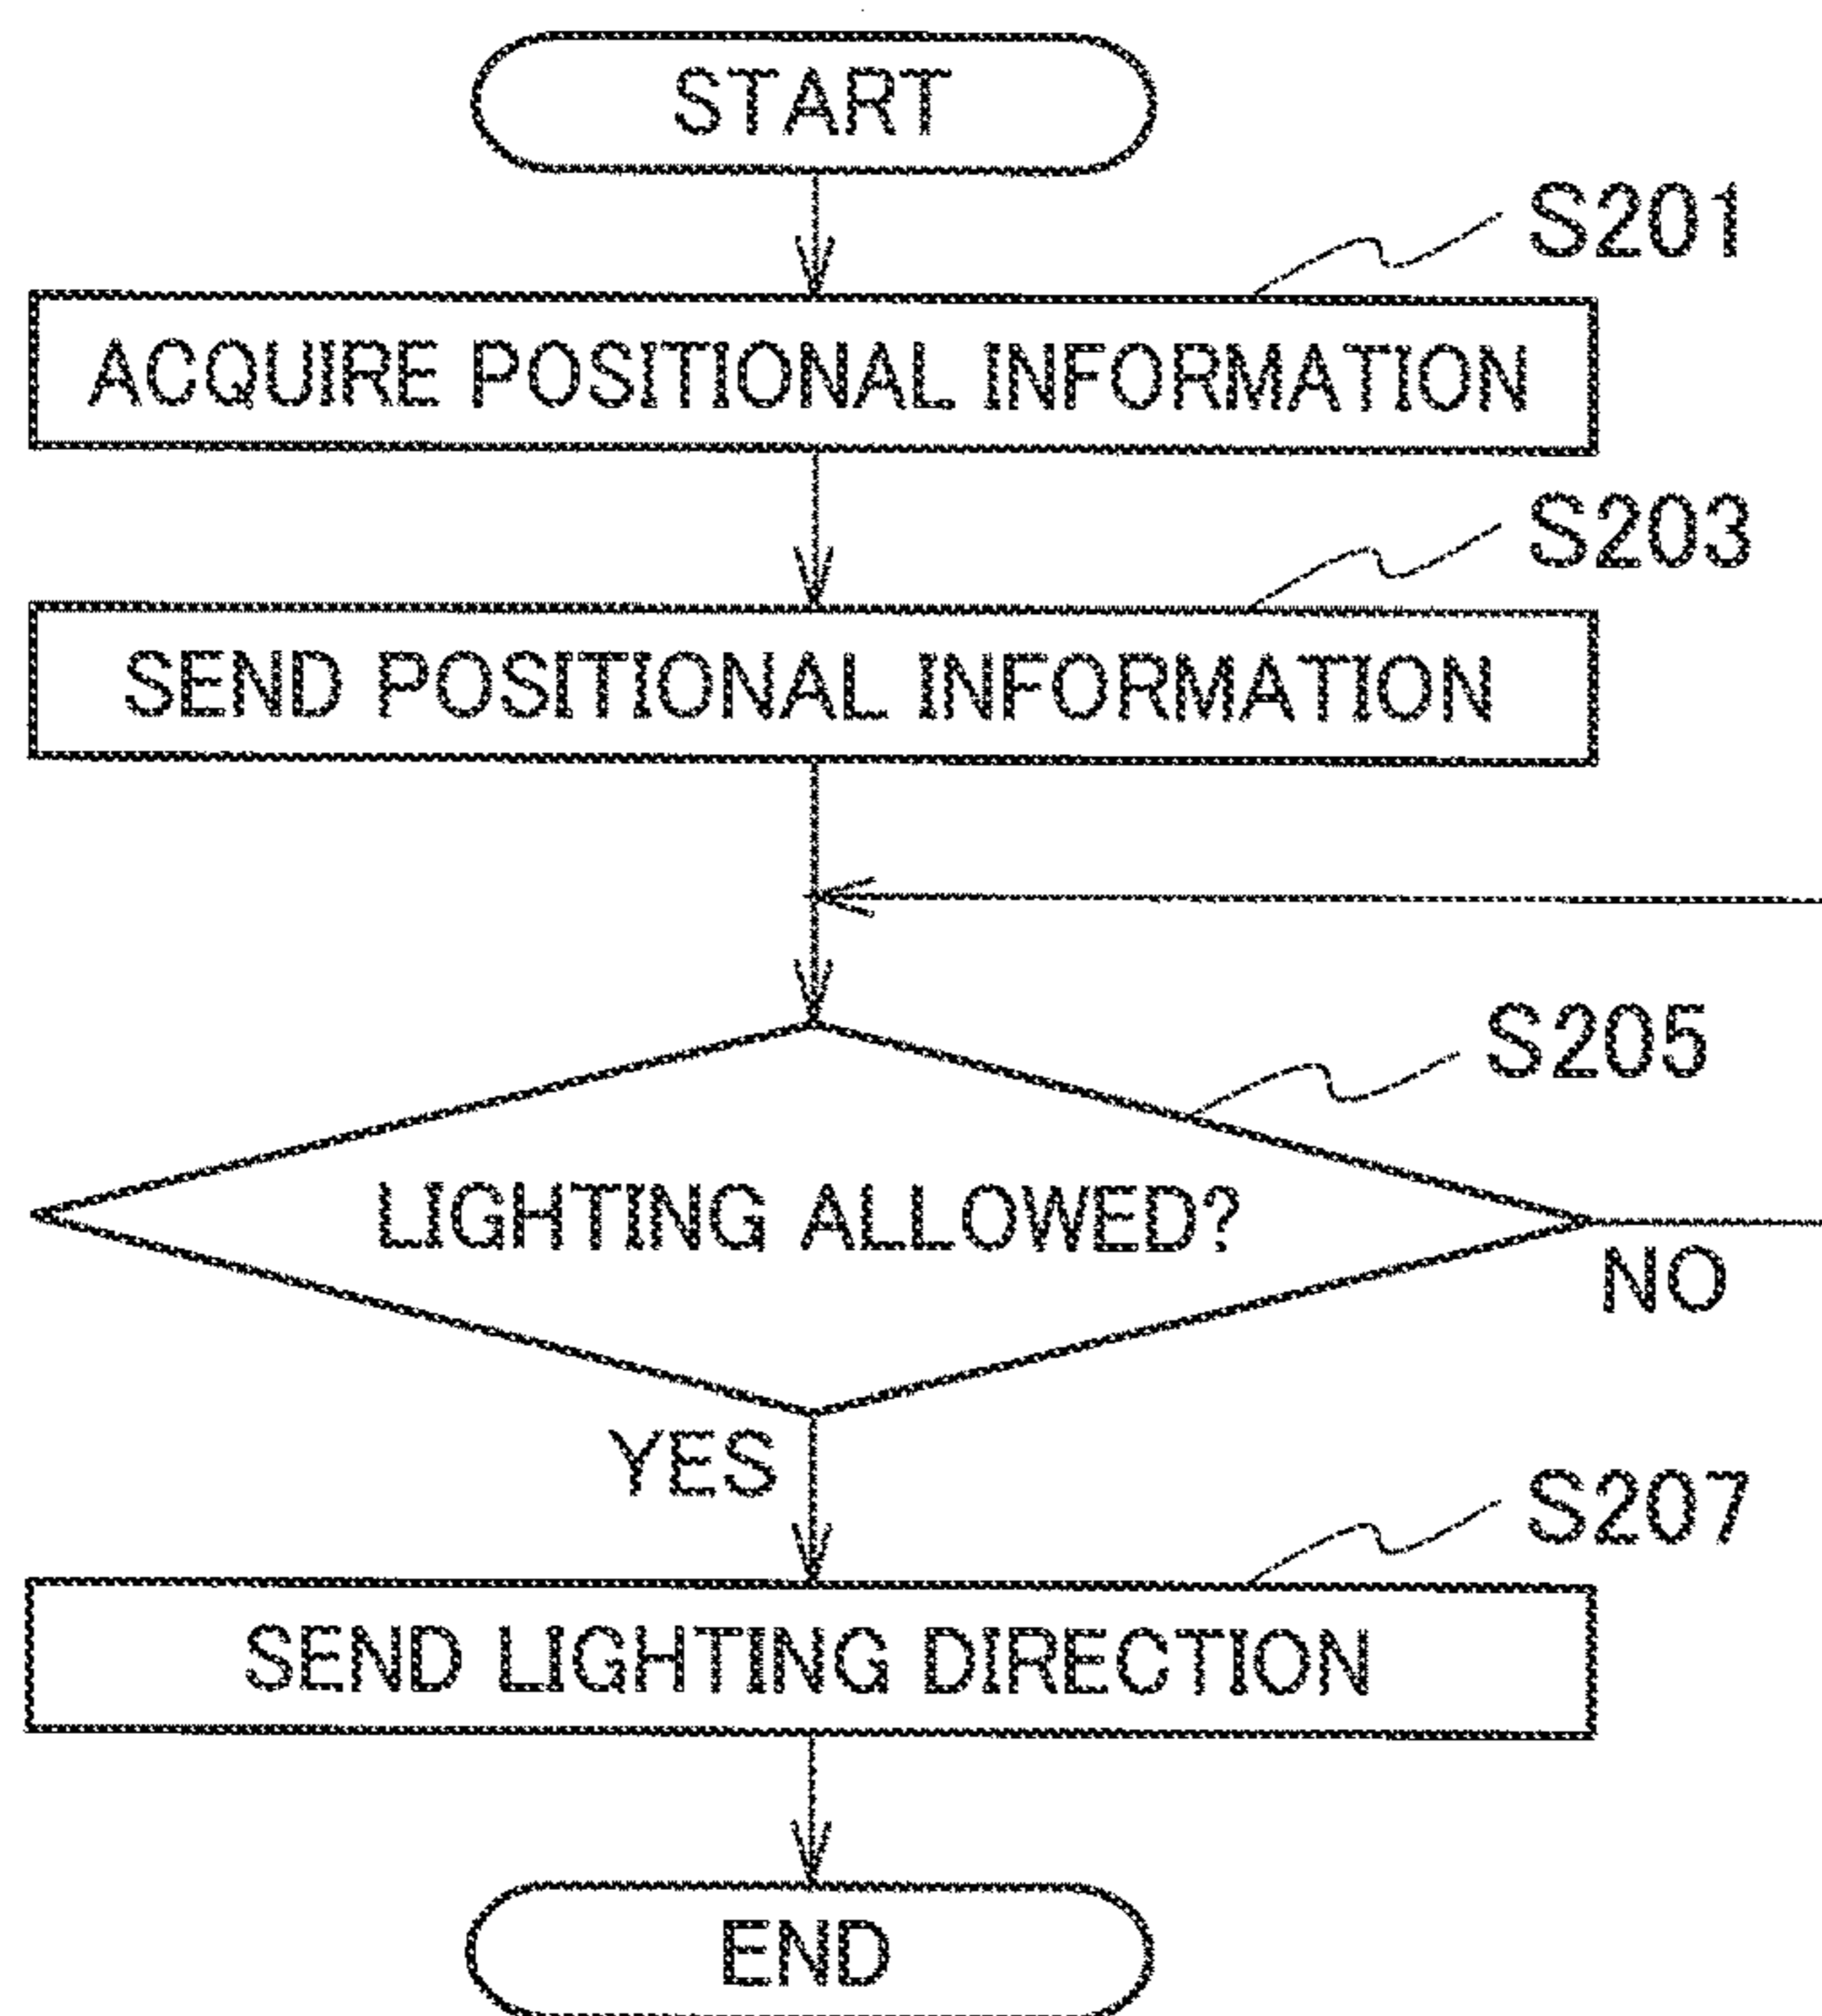 START
S201
ACQUIRE POSITIONAL INFORMATION
S203
SEND POSITIONAL INFORMATION
S205
LIGHTING ALLOWED?
NO
YES
S207
SEND LIGHTING DIRECTION
END